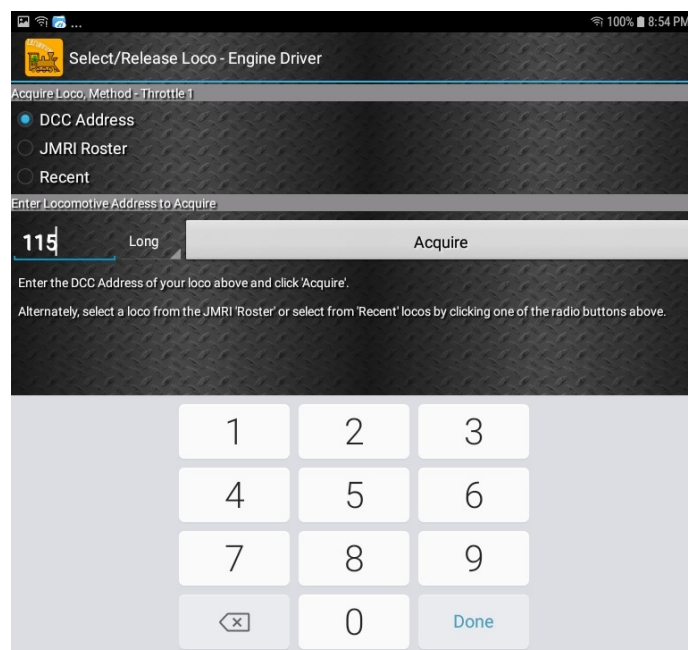 ... 100% 8:54 PM
Select/Release Loco - Engine Driver
Acquire Loco, Method - Throttle 1
DCC Address
JMRI Roster
Recent
Enter Locomotive Address to Acquire
115 Long Acquire
Enter the DCC Address of your loco above and click 'Acquire'.
Alternately, select a loco from the JMRI 'Roster' or select from 'Recent' locos by clicking one of the radio buttons above.
1 2 3
4 5 6
7 8 9
0 Done